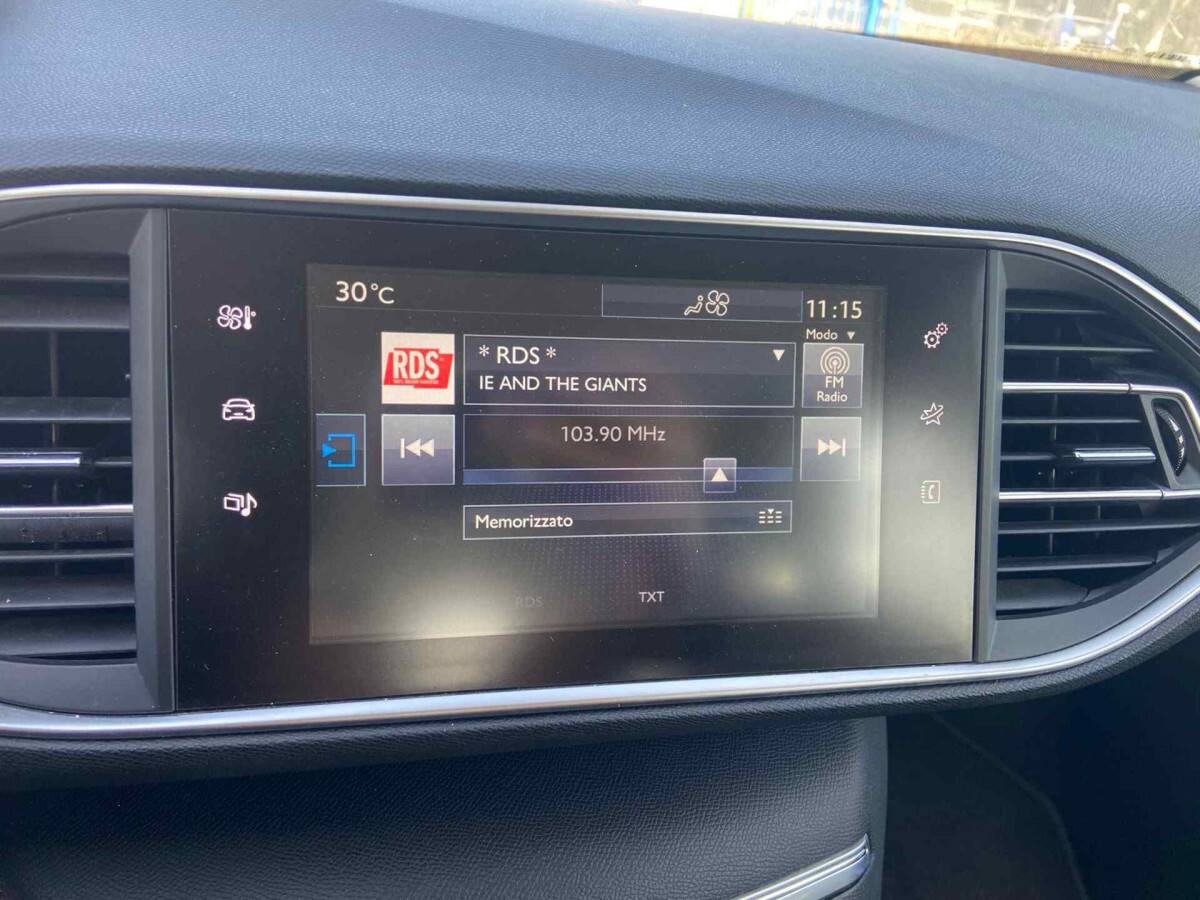 30°C
11:15
Modo
RDS
* RDS *
IE AND THE GIANTS
FM
Radio
103.90 MHz
Memorizzato
RDS
TXT